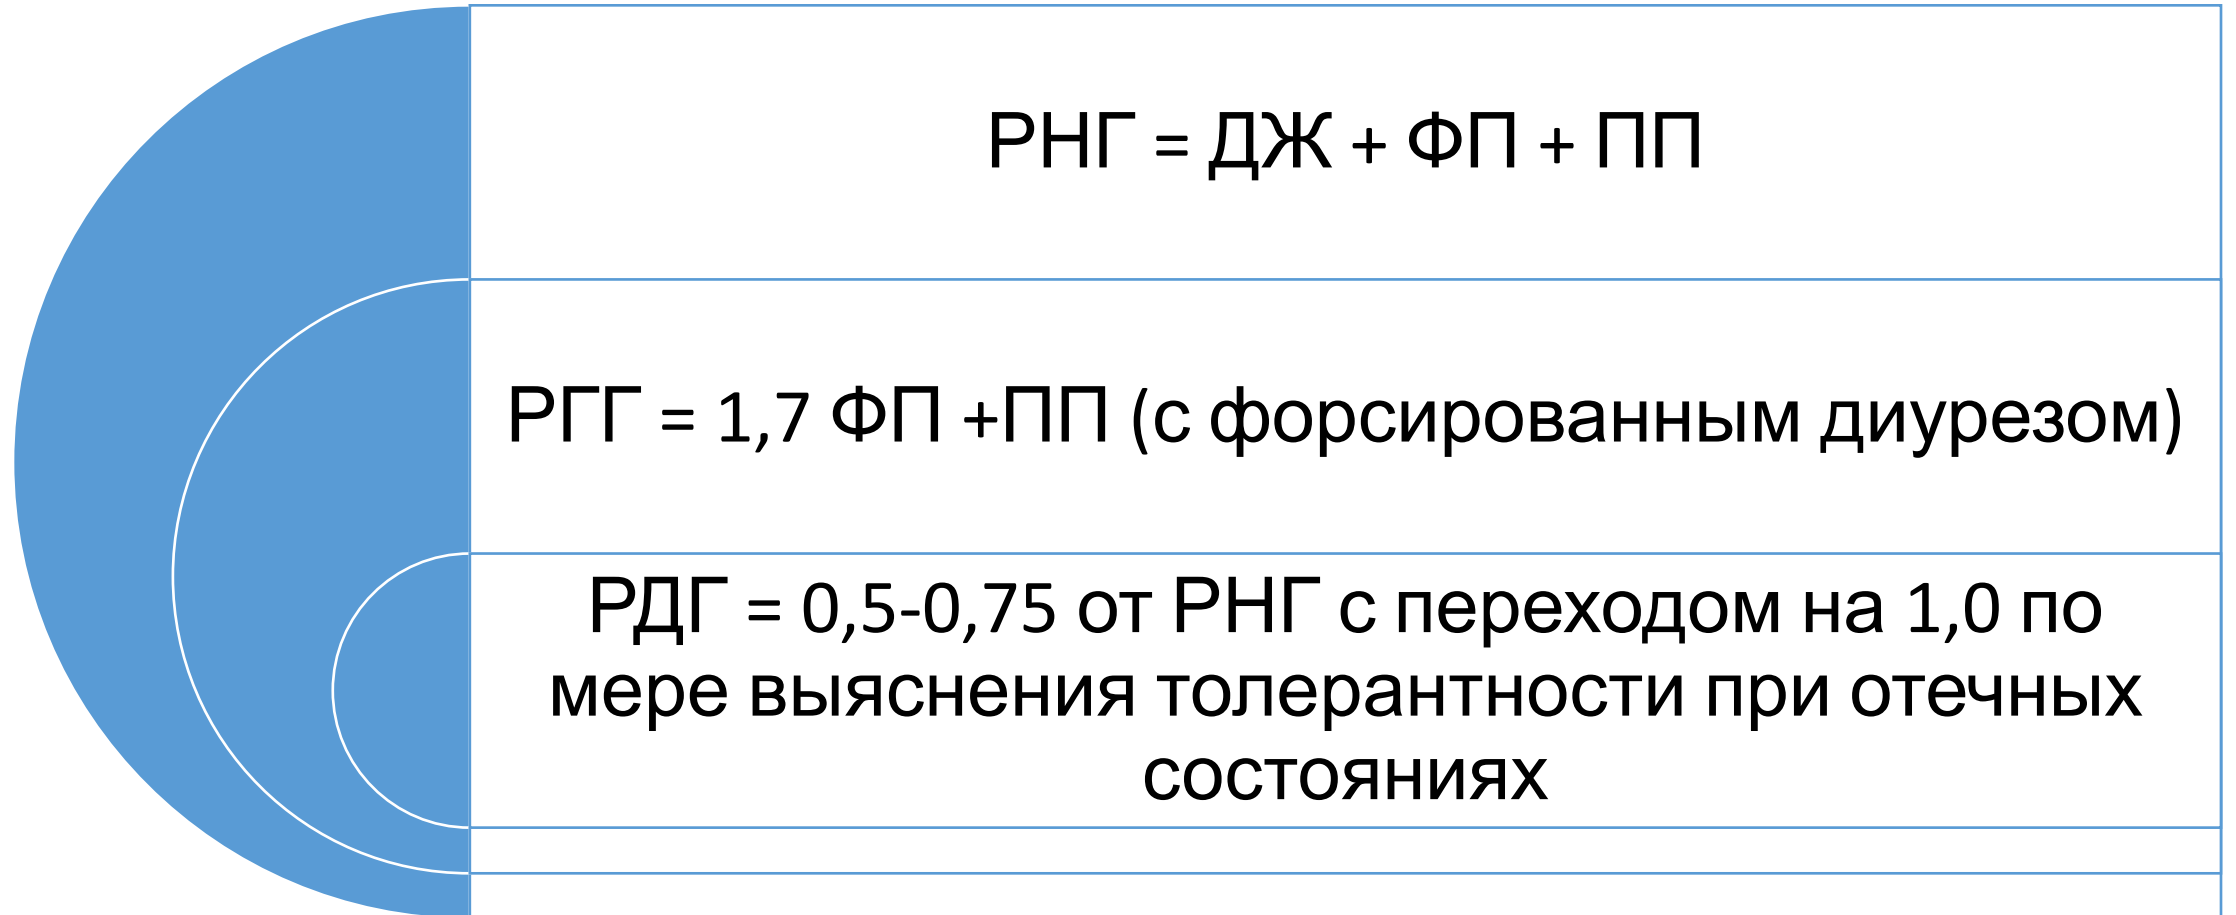 РНГ = ДЖ + ФП + ПП
РГГ = 1,7 ФП +ПП (с форсированным диурезом)
РДГ = 0,5-0,75 от РНГ с переходом на 1,0 по
мере выяснения толерантности при отечных
состояниях